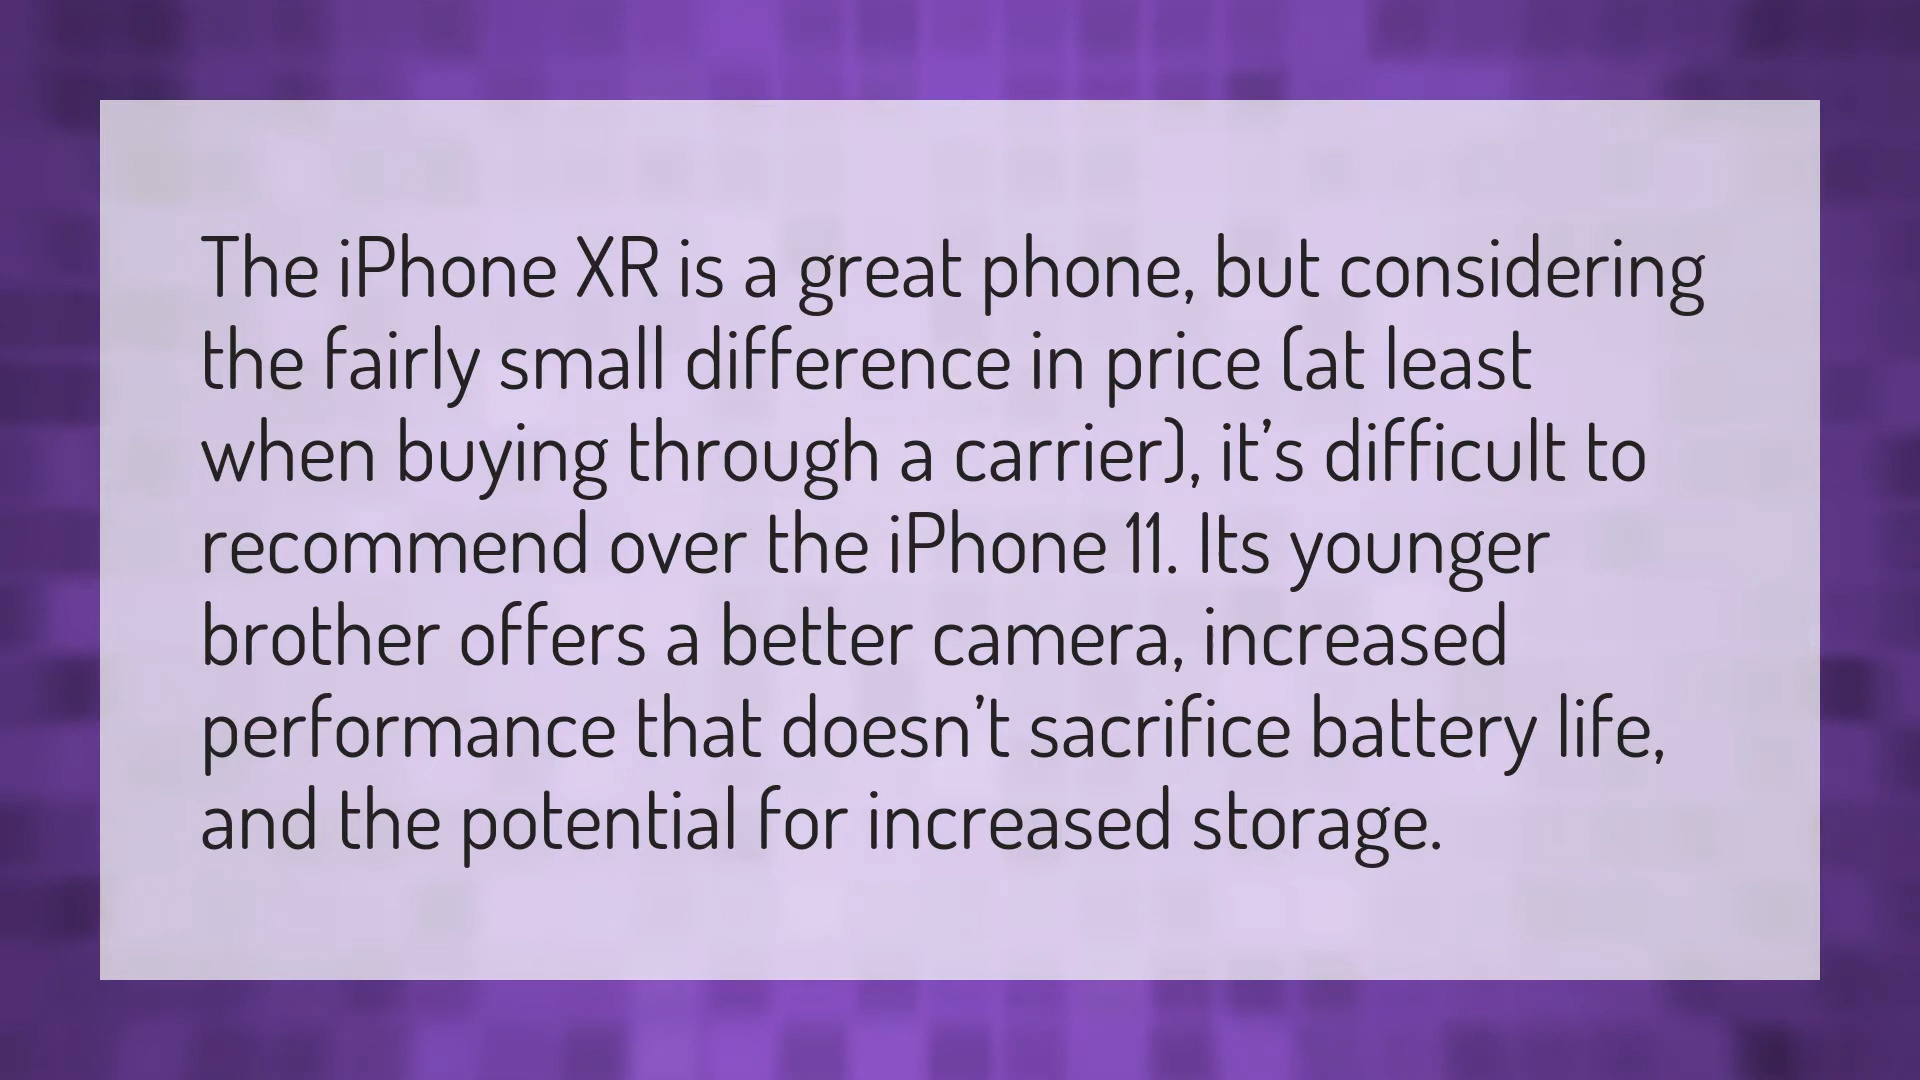 The iPhone XR is a great phone, but considering
the fairly small difference in price (at least
when buying through a carrier), it’s difficult to
recommend over the iPhone 11. Its younger
brother offers a better camera, increased
performance that doesn’t sacrifice battery life,
and the potential for increased storage.